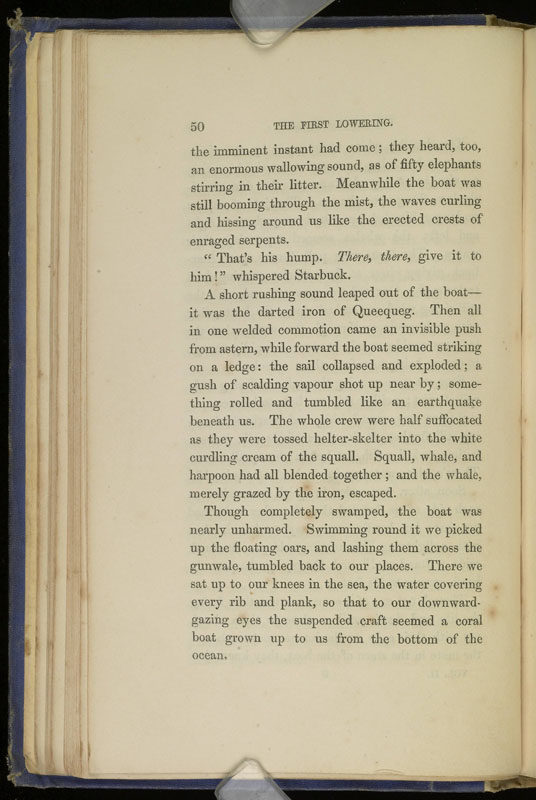 50
THE FIRST LOWERING.
the imminent instant had come; they heard, too,
an enormous wallowing sound, as of fifty elephants
stirring in their litter. Meanwhile the boat was
still booming through the mist, the waves curling
and hissing around us like the erected crests of
enraged serpents.
“ That’s his hump. There, there, give it to
him!” whispered Starbuck.
A short rushing sound leaped out of the boat—
it was the darted iron of Queequeg. Then all
in one welded commotion came an invisible push
from astern, while forward the boat seemed striking
on a ledge: the sail collapsed and exploded; a
gush of scalding vapour shot up near by; some-
thing rolled and tumbled like an earthquake
beneath us. The whole crew were half suffocated
as they were tossed helter-skelter into the white
curdling cream of the squall. Squall, whale, and
harpoon had all blended together; and the whale,
merely grazed by the iron, escaped.
Though completely swamped, the boat was
nearly unharmed. Swimming round it we picked
up the floating oars, and lashing them across the
gunwale, tumbled back to our places. There we
sat up to our knees in the sea, the water covering
every rib and plank, so that to our downward-
gazing eyes the suspended craft seemed a coral
boat grown up to us from the bottom of the
ocean.